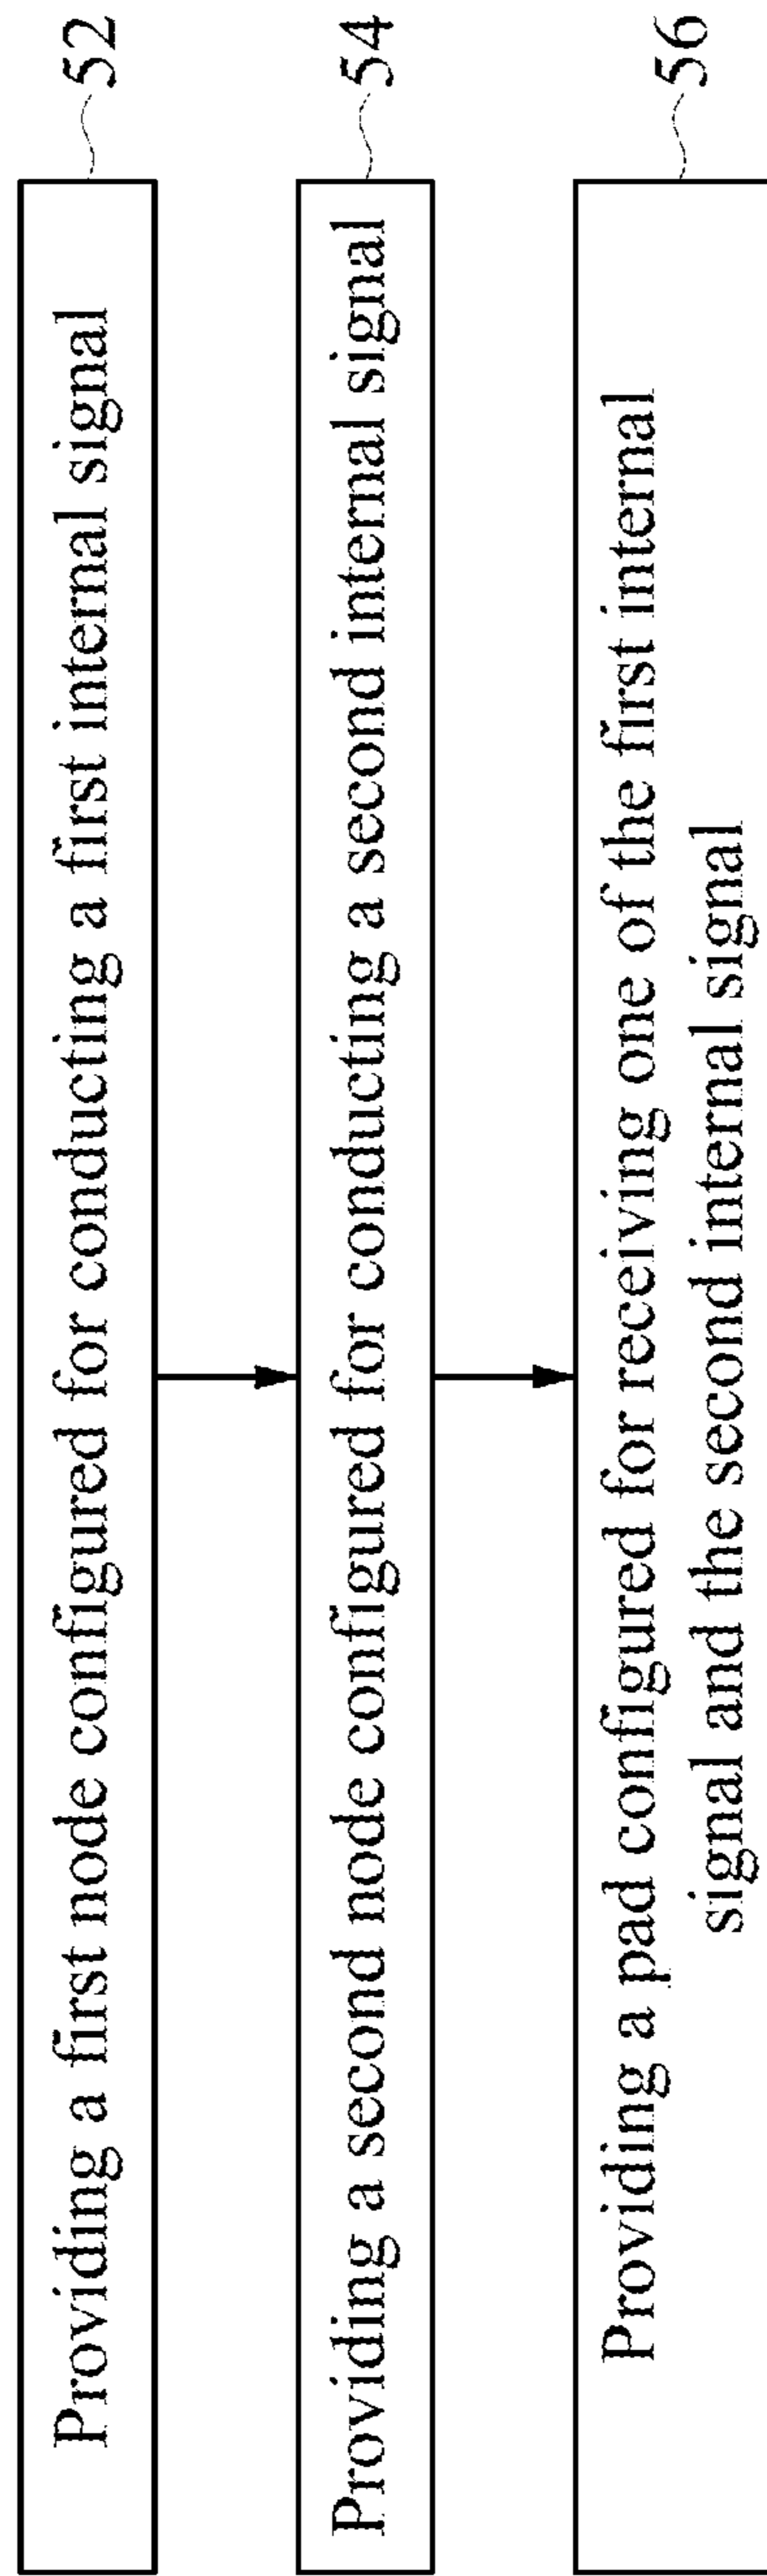 Providing a first node configured for conducting a first internal signal
52
Providing a second node configured for conducting a second internal signal
54
Providing a pad configured for receiving one of the first internal
signal and the second internal signal
56